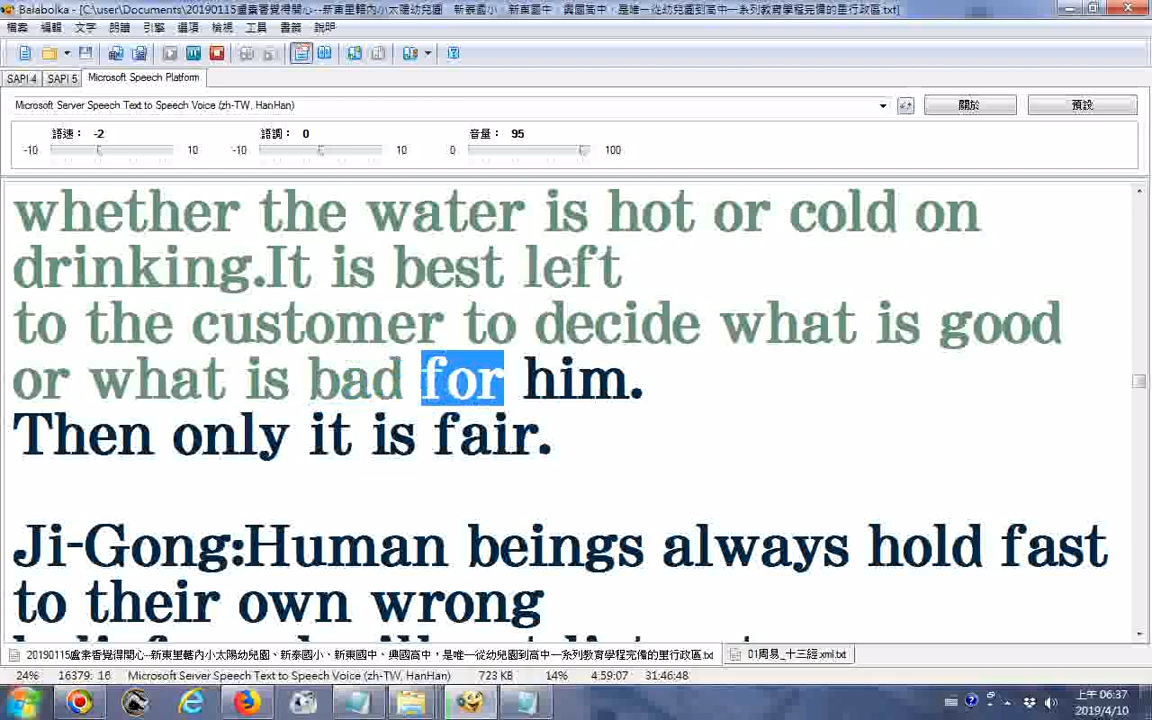 Balabolka - [C:\user\Documents\20190115盧素香覺得開心--新東里轄內小太陽幼兒園、新泰國小、新東國中、興國高中，是唯一從幼兒園到高中一系列教育學程完備的里行政區.txt]
檔案 編輯 文字 朗讀 引擎 選項 檢視 工具 書籤 說明
SAPI 4 SAPI 5 Microsoft Speech Platform
Microsoft Server Speech Text to Speech Voice (zh-TW, HanHan) 關於 預設
語速： -2 語調： 0 音量： 95
-10 10 -10 10 0 100
whether the water is hot or cold on
drinking.It is best left
to the customer to decide what is good
or what is bad for him.
Then only it is fair.
Ji-Gong:Human beings always hold fast
to their own wrong
20190115盧素香覺得開心--新東里轄內小太陽幼兒園、新泰國小、新東國中、興國高中，是唯一從幼兒園到高中一系列教育學程完備的里行政區.txt 01周易_十三經.xml.txt
24% 16379: 16 Microsoft Server Speech Text to Speech Voice (zh-TW, HanHan) 723 KB 14% 4:59:07 31:46:48
上午 06:37
2019/4/10